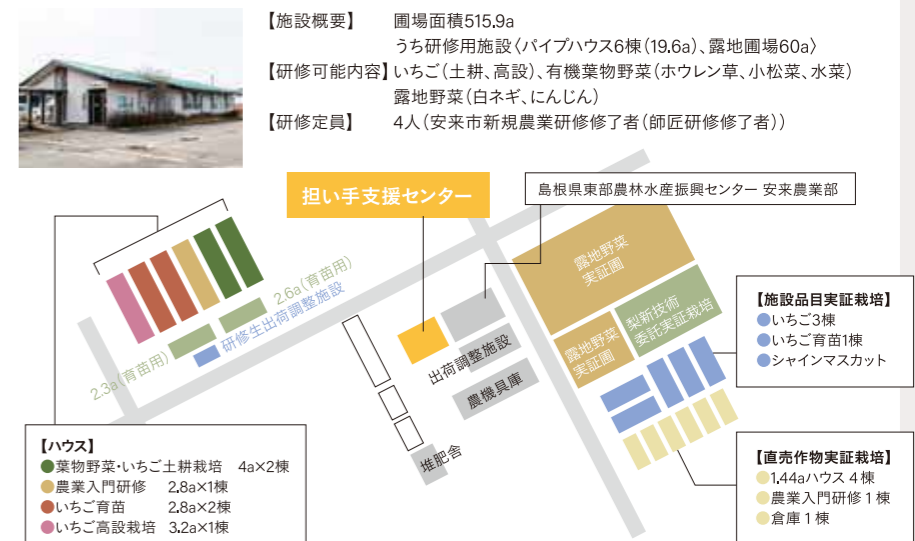 【施設概要】 圃場面積515.9a
うち研修用施設〈パイプハウス6棟(19.6a)、露地圃場60a〉
【研修可能内容】いちご(土耕、高設)、有機葉物野菜(ホウレン草、小松菜、水菜)
露地野菜(白ネギ、にんじん)
【研修定員】 4人(安来市新規農業研修修了者(師匠研修修了者))
担い手支援センター
島根県東部農林水産振興センター 安来農業部
露地野菜
実証圃
梨新技術
委託実証栽培
露地野菜
実証圃
2.6a(育苗用)
研修生出荷調整施設
2.3a(育苗用)
出荷調整施設
農機具庫
堆肥舎
【施設品目実証栽培】
●いちご3棟
●いちご育苗1棟
●シャインマスカット
【ハウス】
●葉物野菜・いちご土耕栽培 4a×2棟
●農業入門研修 2.8a×1棟
●いちご育苗 2.8a×2棟
●いちご高設栽培 3.2a×1棟
【直売作物実証栽培】
●1.44aハウス 4棟
●農業入門研修 1棟
●倉庫 1棟